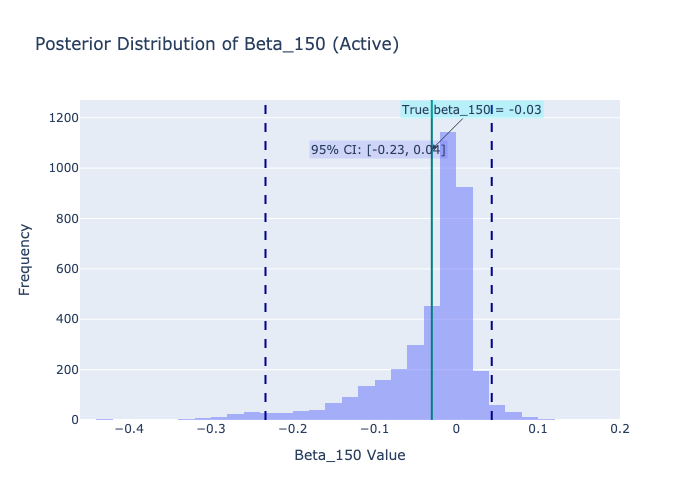 Posterior Distribution of Beta_150 (Active)
True beta_150 = -0.03
95% CI: [-0.23, 0.04]
1200
1000
800
600
400
200
0
Frequency
−0.4
−0.3
−0.2
−0.1
0
0.1
0.2
Beta_150 Value